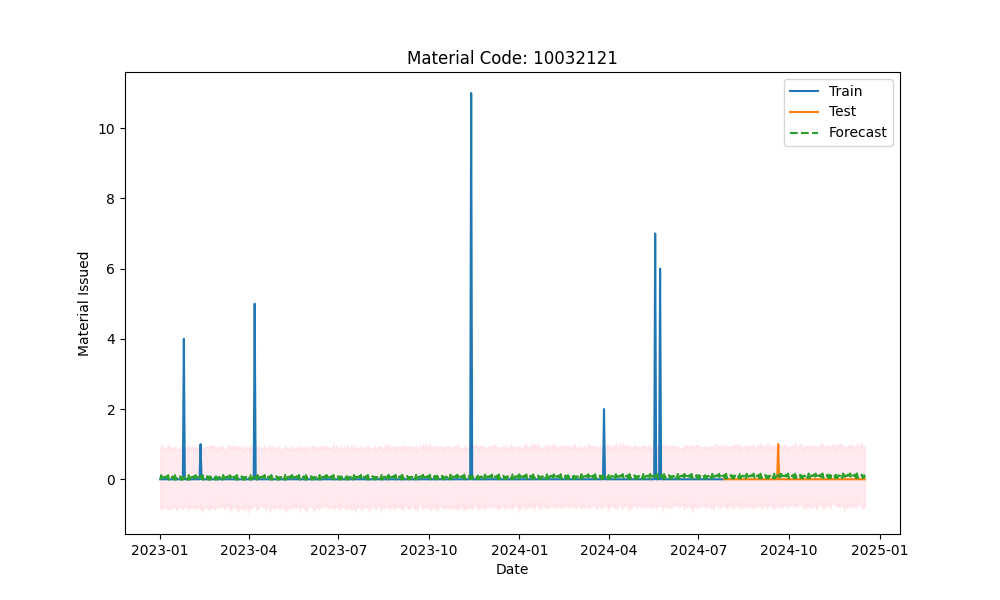 Material Code: 10032121
Train
Test
Forecast
Material Issued
10
8
6
4
2
0
2023-01
2023-04
2023-07
2023-10
2024-01
2024-04
2024-07
2024-10
2025-01
Date